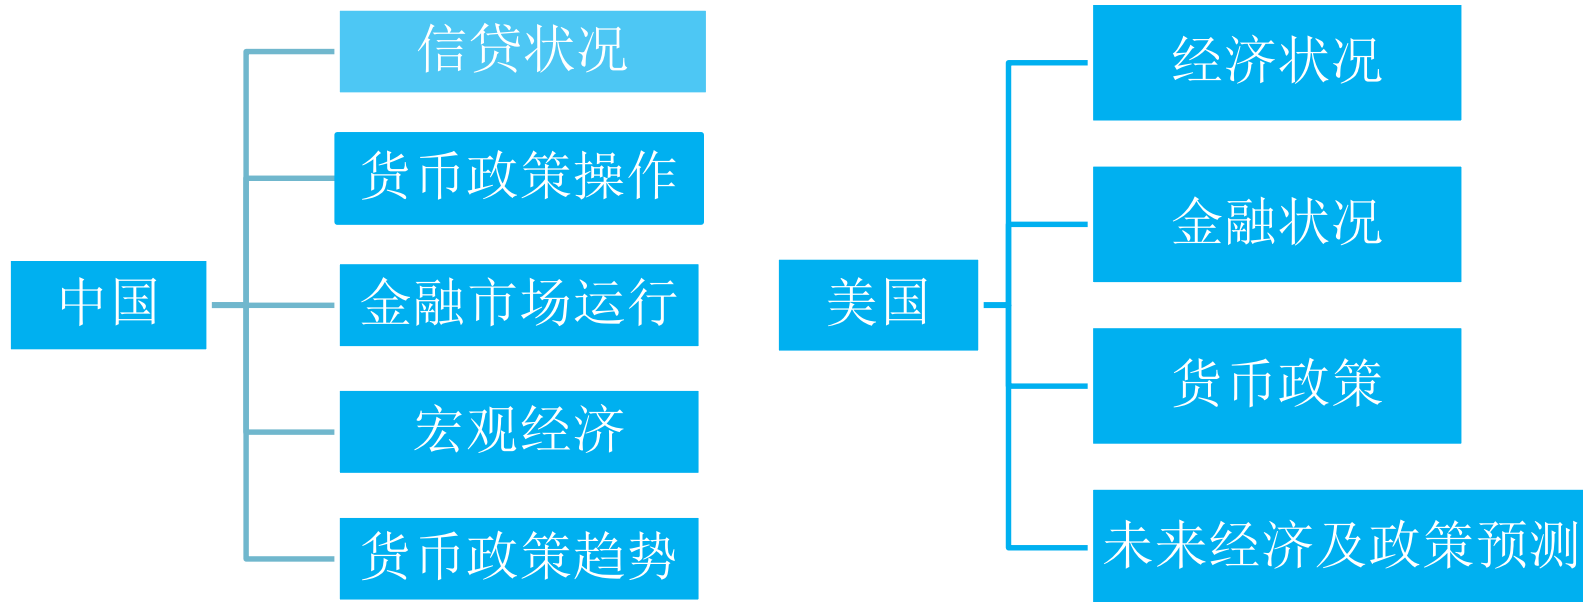 中国
信贷状况
货币政策操作
金融市场运行
宏观经济
货币政策趋势
美国
经济状况
金融状况
货币政策
未来经济及政策预测